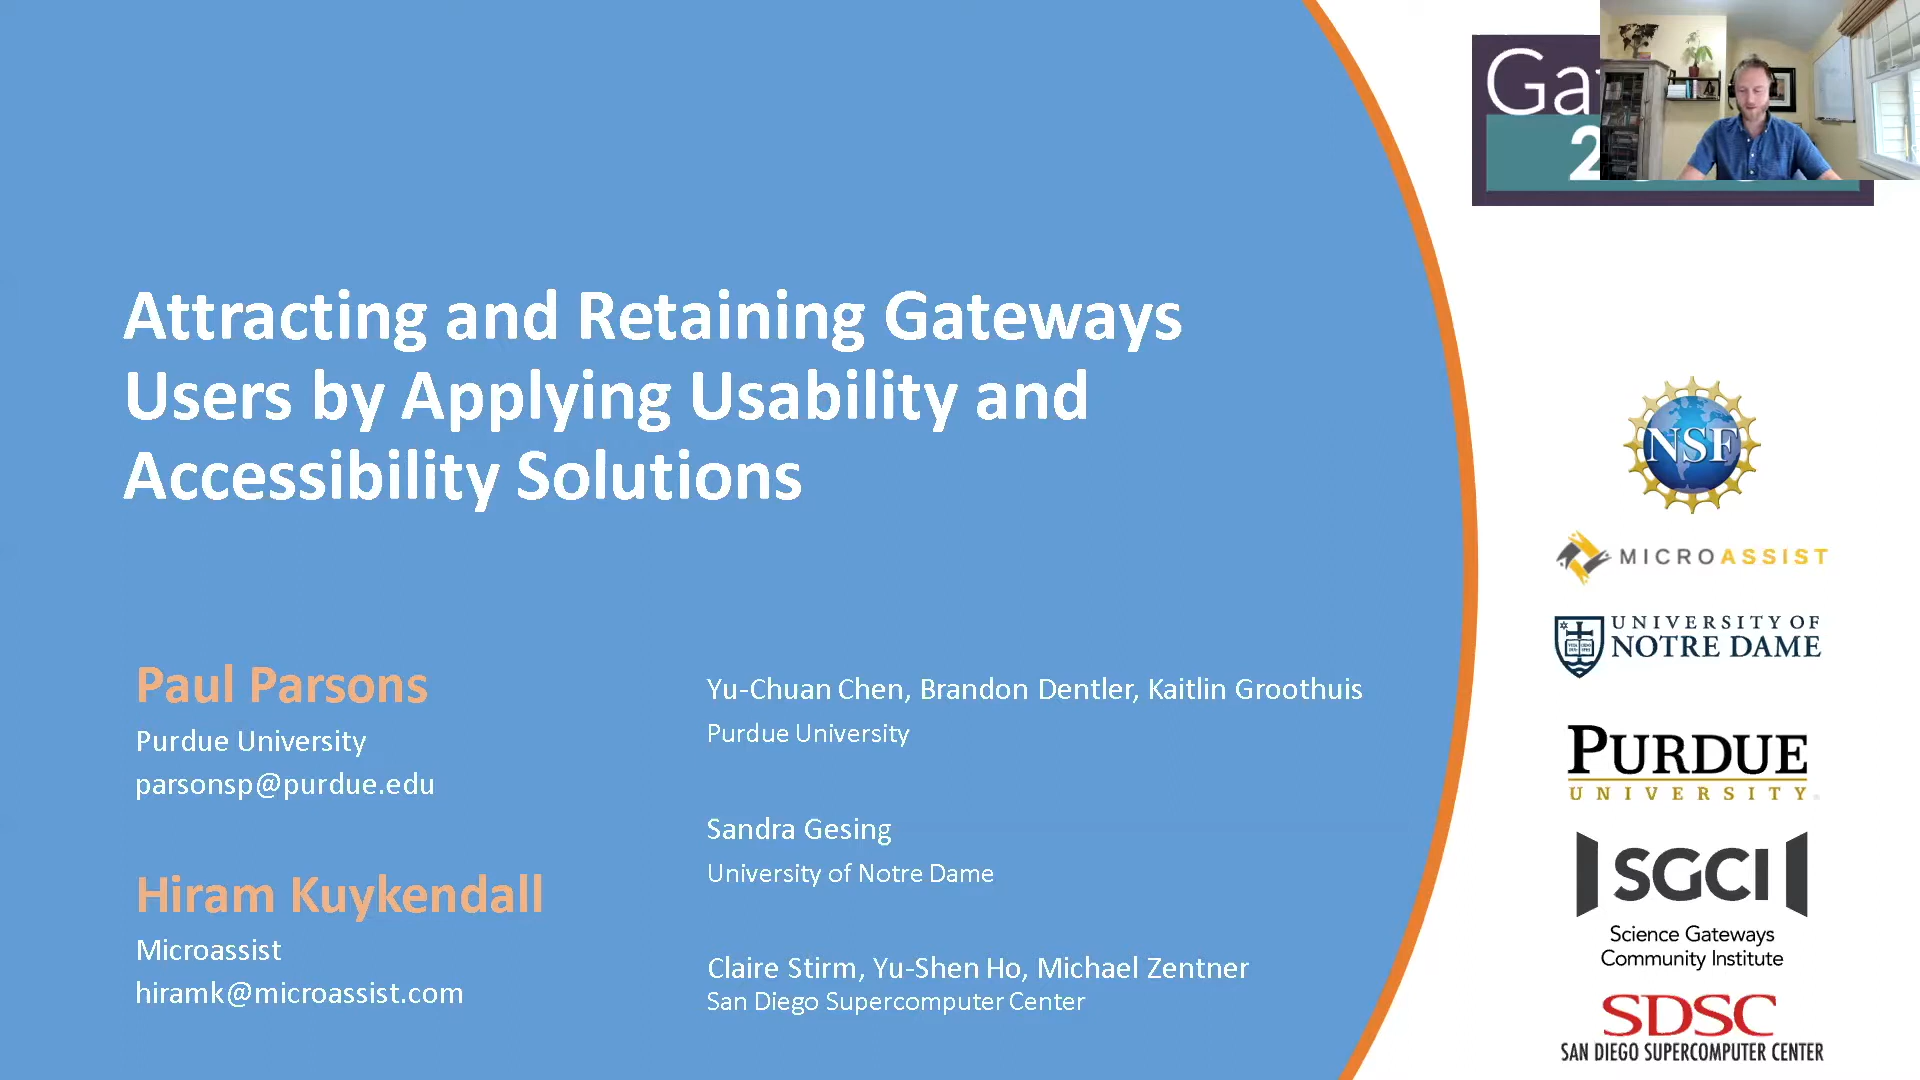 Attracting and Retaining Gateways
Users by Applying Usability and
Accessibility Solutions
Paul Parsons
Purdue University
parsonsp@purdue.edu
Hiram Kuykendall
Microassist
hiramk@microassist.com
Yu-Chuan Chen, Brandon Dentler, Kaitlin Groothuis
Purdue University
Sandra Gesing
University of Notre Dame
Claire Stirm, Yu-Shen Ho, Michael Zentner
San Diego Supercomputer Center
NSF
MICROASSIST
UNIVERSITY OF
NOTRE DAME
PURDUE
UNIVERSITY
SGCI
Science Gateways
Community Institute
SDSC
SAN DIEGO SUPERCOMPUTER CENTER